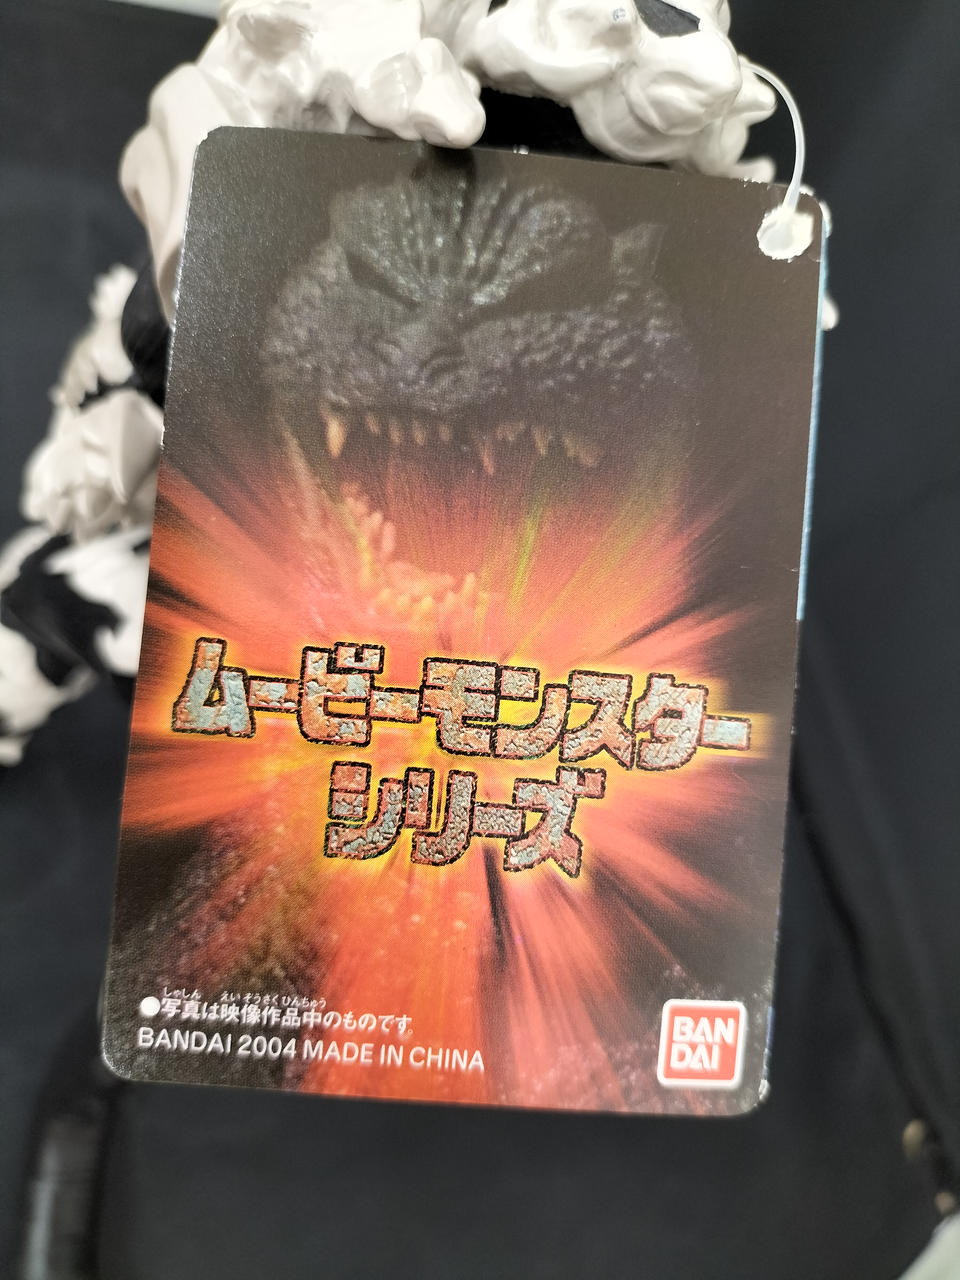 ムービーモンスター
シリーズ
しゃしん えいぞうさくひんちゅう
●写真は映像作品中のものです。
BANDAI 2004 MADE IN CHINA
BAN
DAI